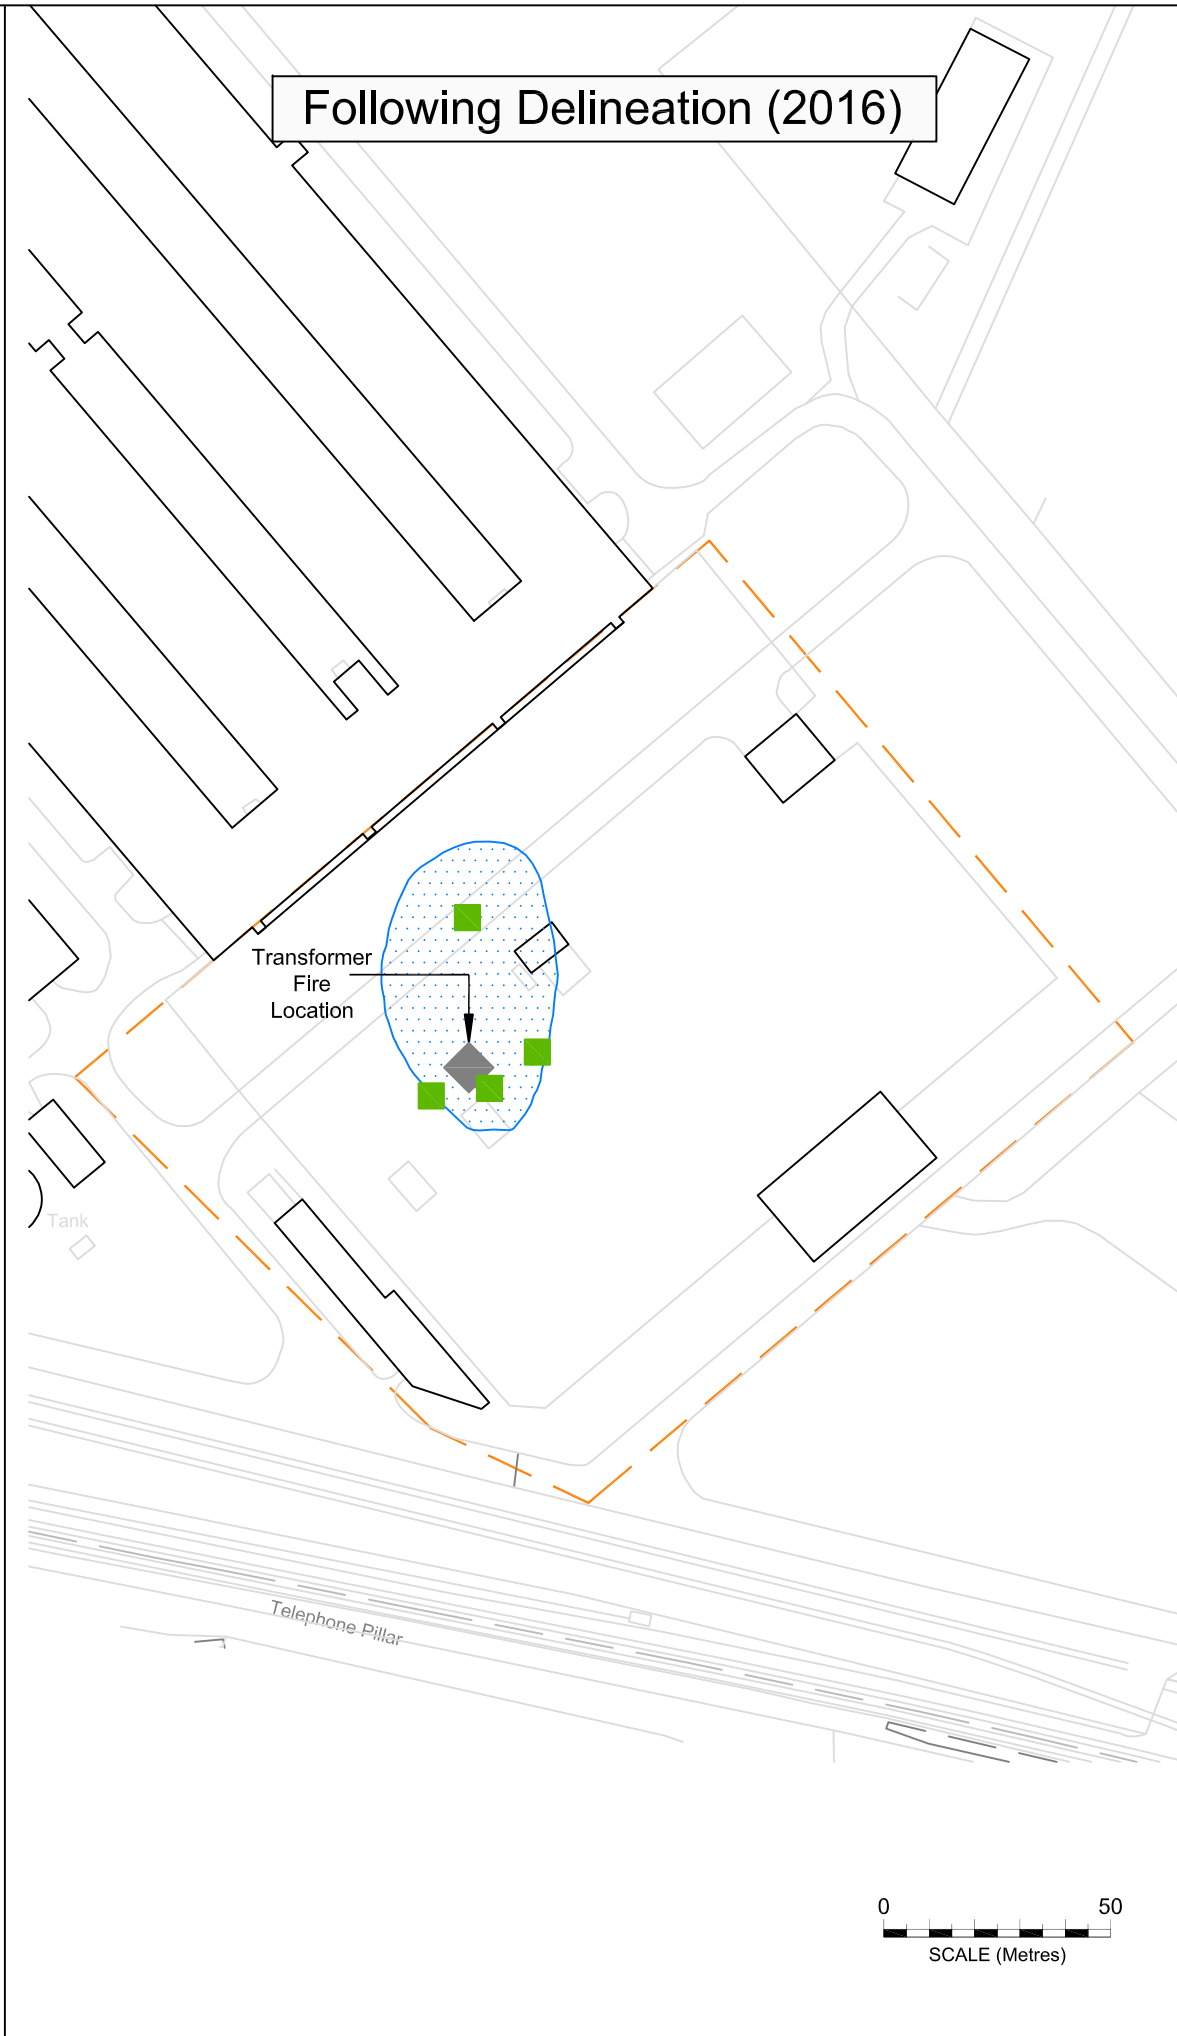 Following Delineation (2016)
Transformer
Fire
Location
Tank
Telephone Pillar
0 50
SCALE (Metres)